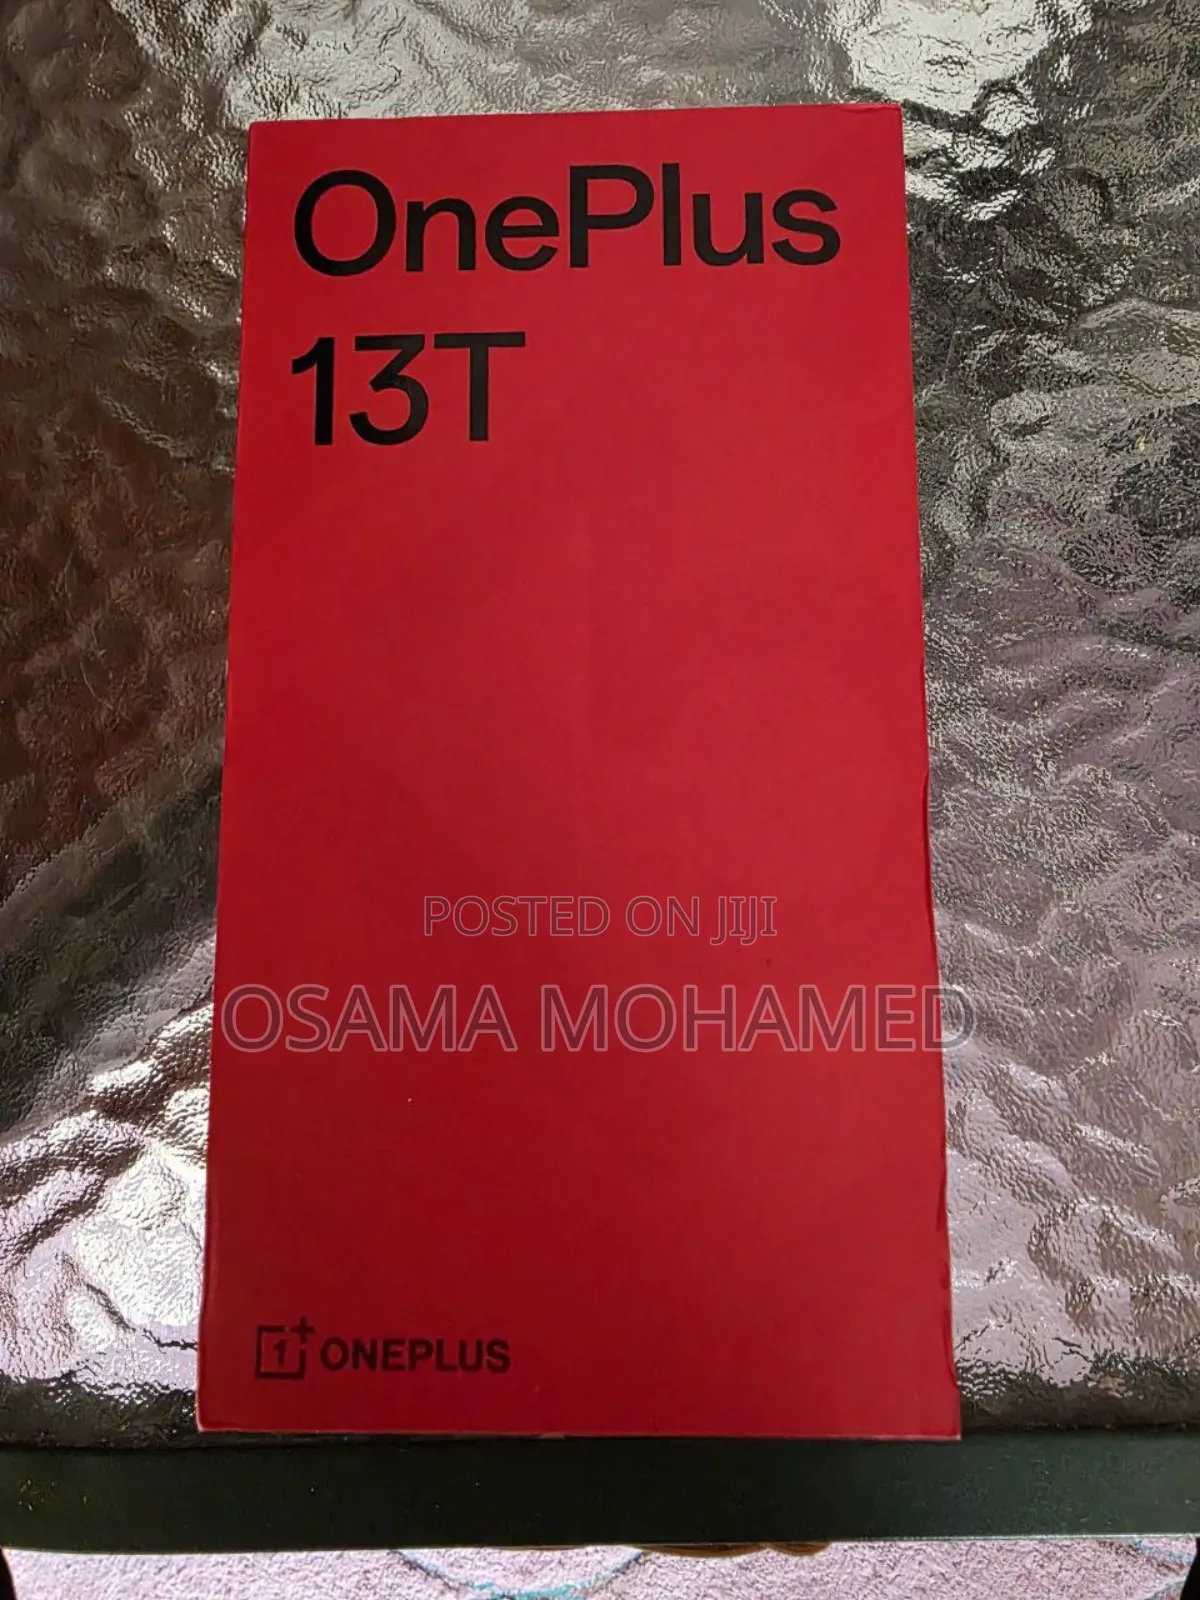 OnePlus
13T
POSTED ON JIJI
OSAMA MOHAMED
1+ ONEPLUS